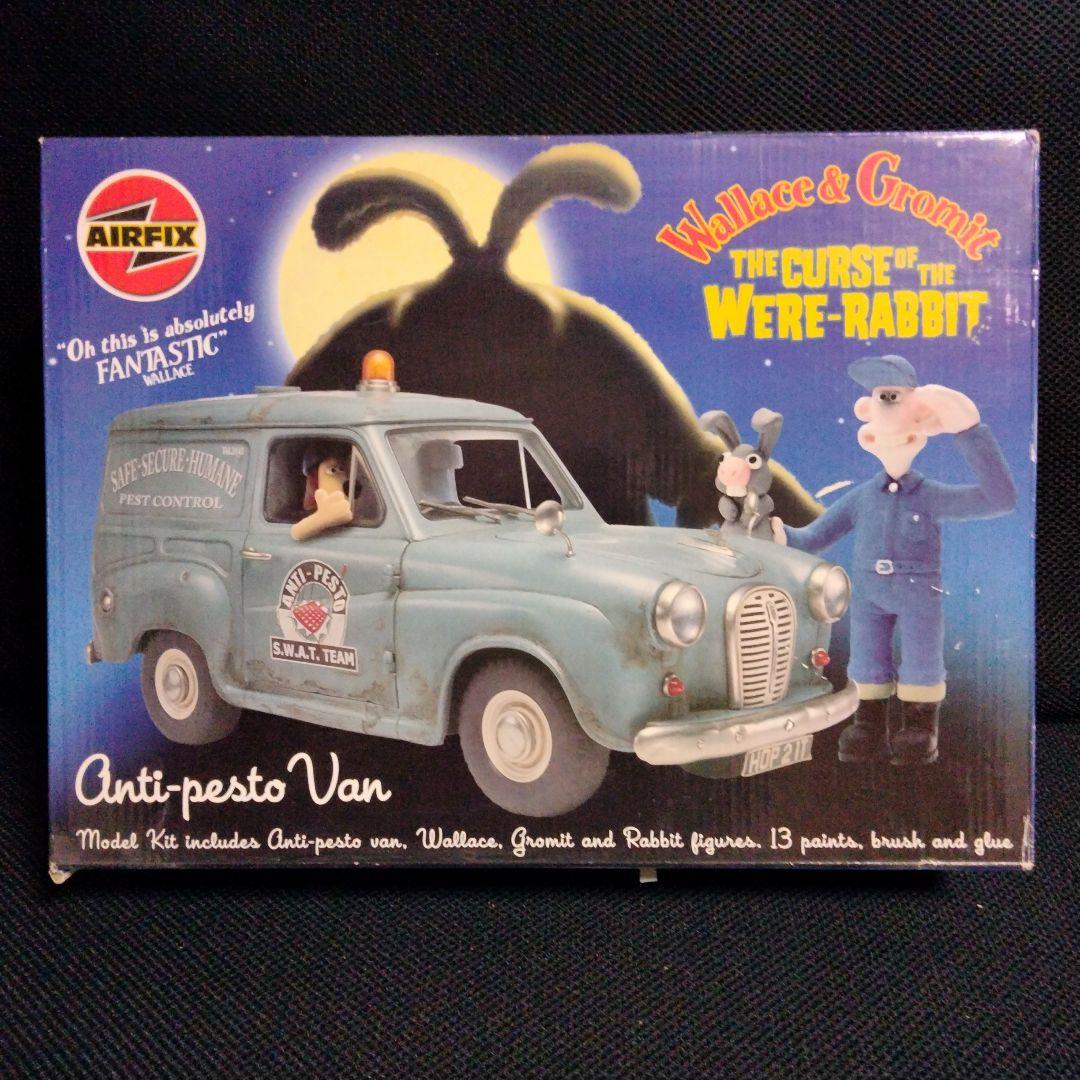 AIRFIX
"Oh this is absolutely
FANTASTIC"
WALLACE
Wallace & Gromit
THE CURSE OF THE
WERE-RABBIT
SAFE-SECURE-HUMANE
PEST CONTROL
ANTI-PESTO
S.W.A.T. TEAM
HOP 2 IT
Anti-pesto Van
Model Kit includes Anti-pesto van, Wallace, Gromit and Rabbit figures. 13 paints, brush and glue